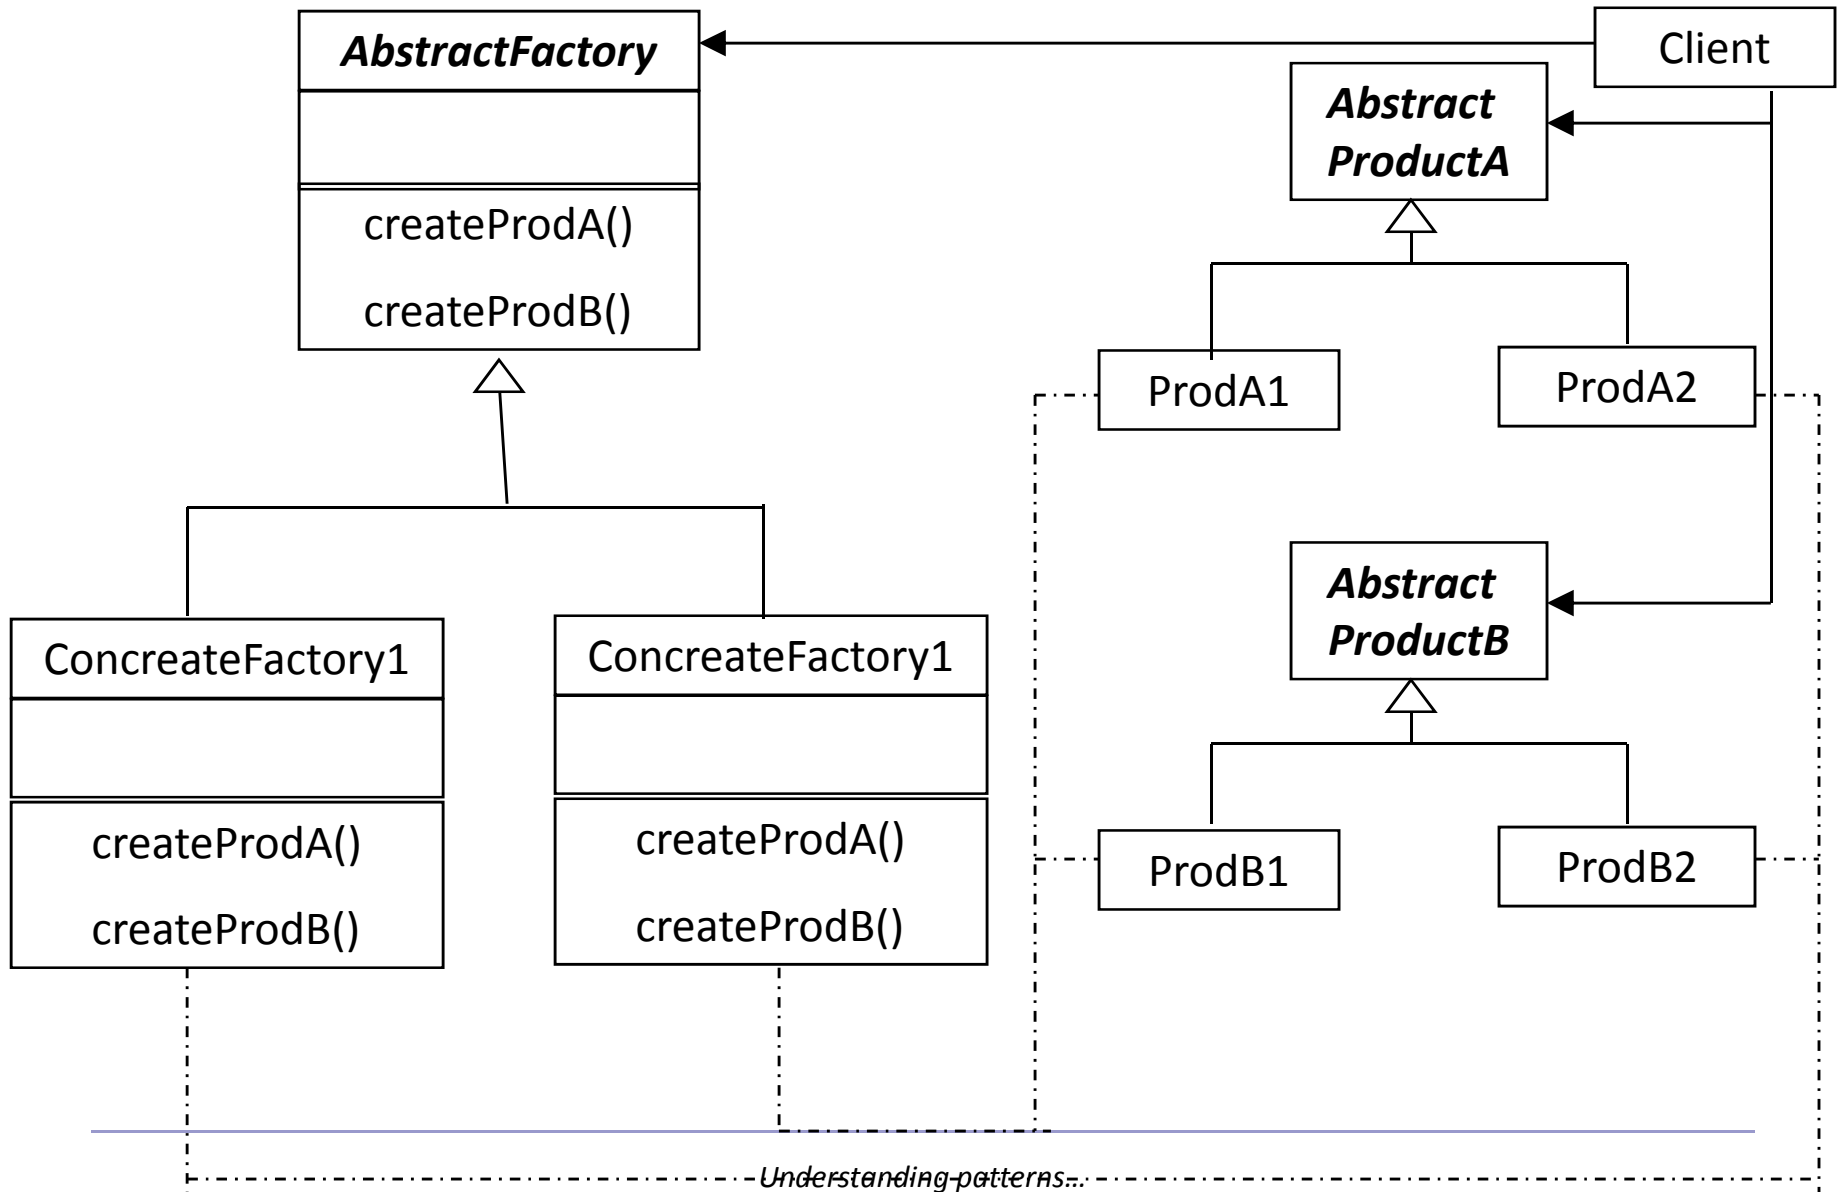 AbstractFactory
createProdA()
createProdB()
Client
Abstract
ProductA
ProdA1
ProdA2
ConcreateFactory1
createProdA()
createProdB()
ConcreateFactory1
createProdA()
createProdB()
Abstract
ProductB
ProdB1
ProdB2
Understanding patterns...